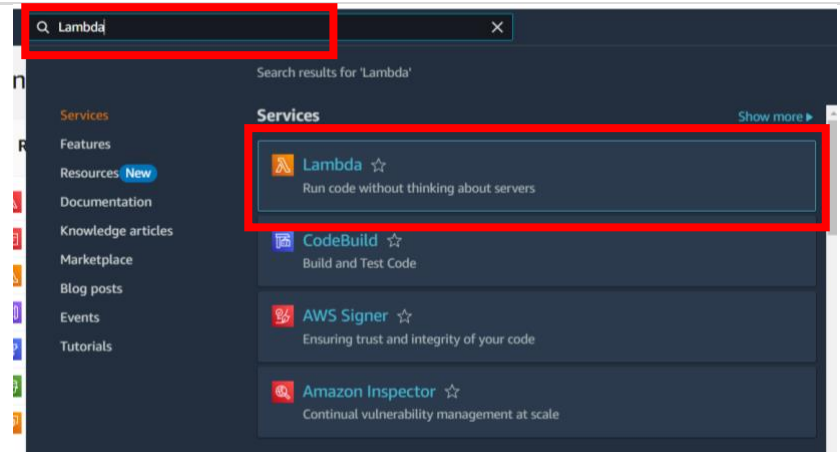 Lambda
Search results for 'Lambda'
Services
Features
Resources New
Documentation
Knowledge articles
Marketplace
Blog posts
Events
Tutorials
Services
Show more
Lambda
Run code without thinking about servers
CodeBuild
Build and Test Code
AWS Signer
Ensuring trust and integrity of your code
Amazon Inspector
Continual vulnerability management at scale
n
R